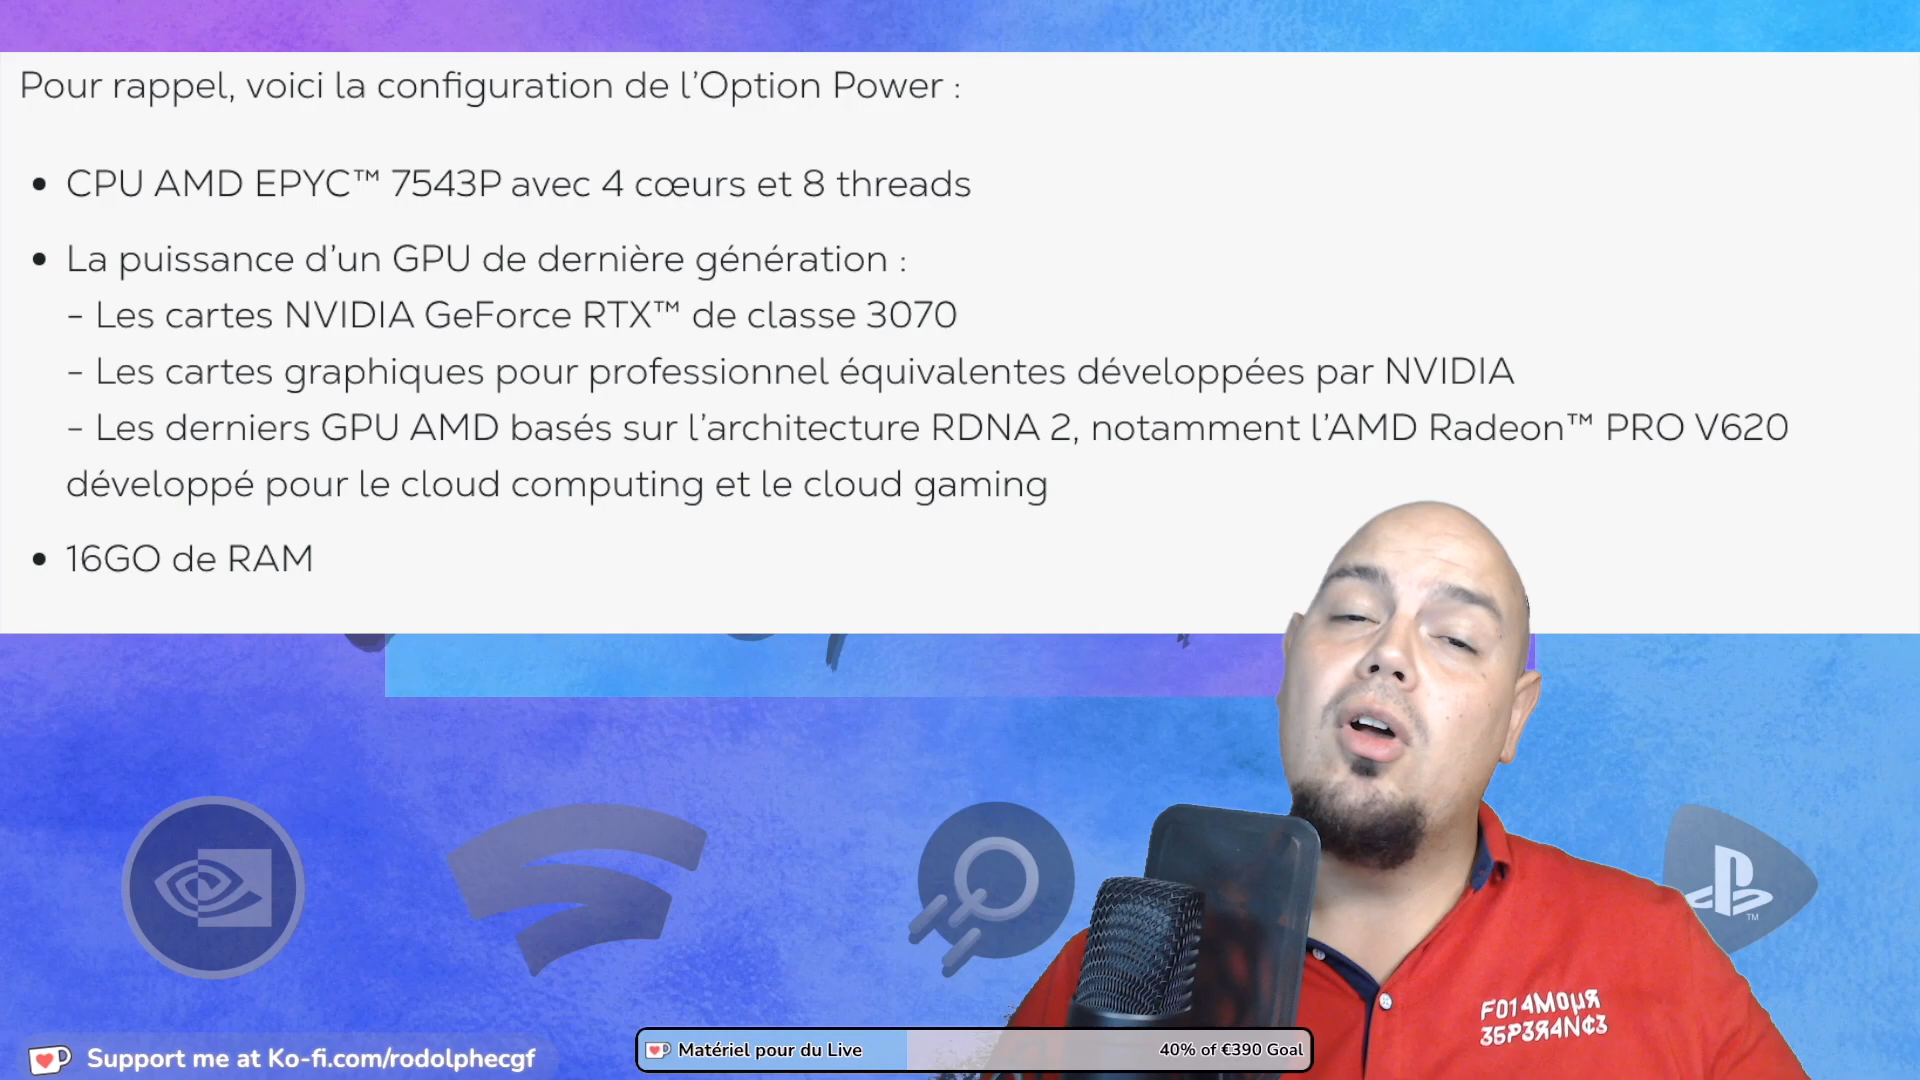 Pour rappel, voici la configuration de l’Option Power :
• CPU AMD EPYC™ 7543P avec 4 cœurs et 8 threads
• La puissance d’un GPU de dernière génération :
- Les cartes NVIDIA GeForce RTX™ de classe 3070
- Les cartes graphiques pour professionnel équivalentes développées par NVIDIA
- Les derniers GPU AMD basés sur l’architecture RDNA 2, notamment l’AMD Radeon™ PRO V620
développé pour le cloud computing et le cloud gaming
• 16GO de RAM
TM
F014M0µЯ
35P3Я4N¢3
Support me at Ko-fi.com/rodolphecgf
Matériel pour du Live 40% of €390 Goal